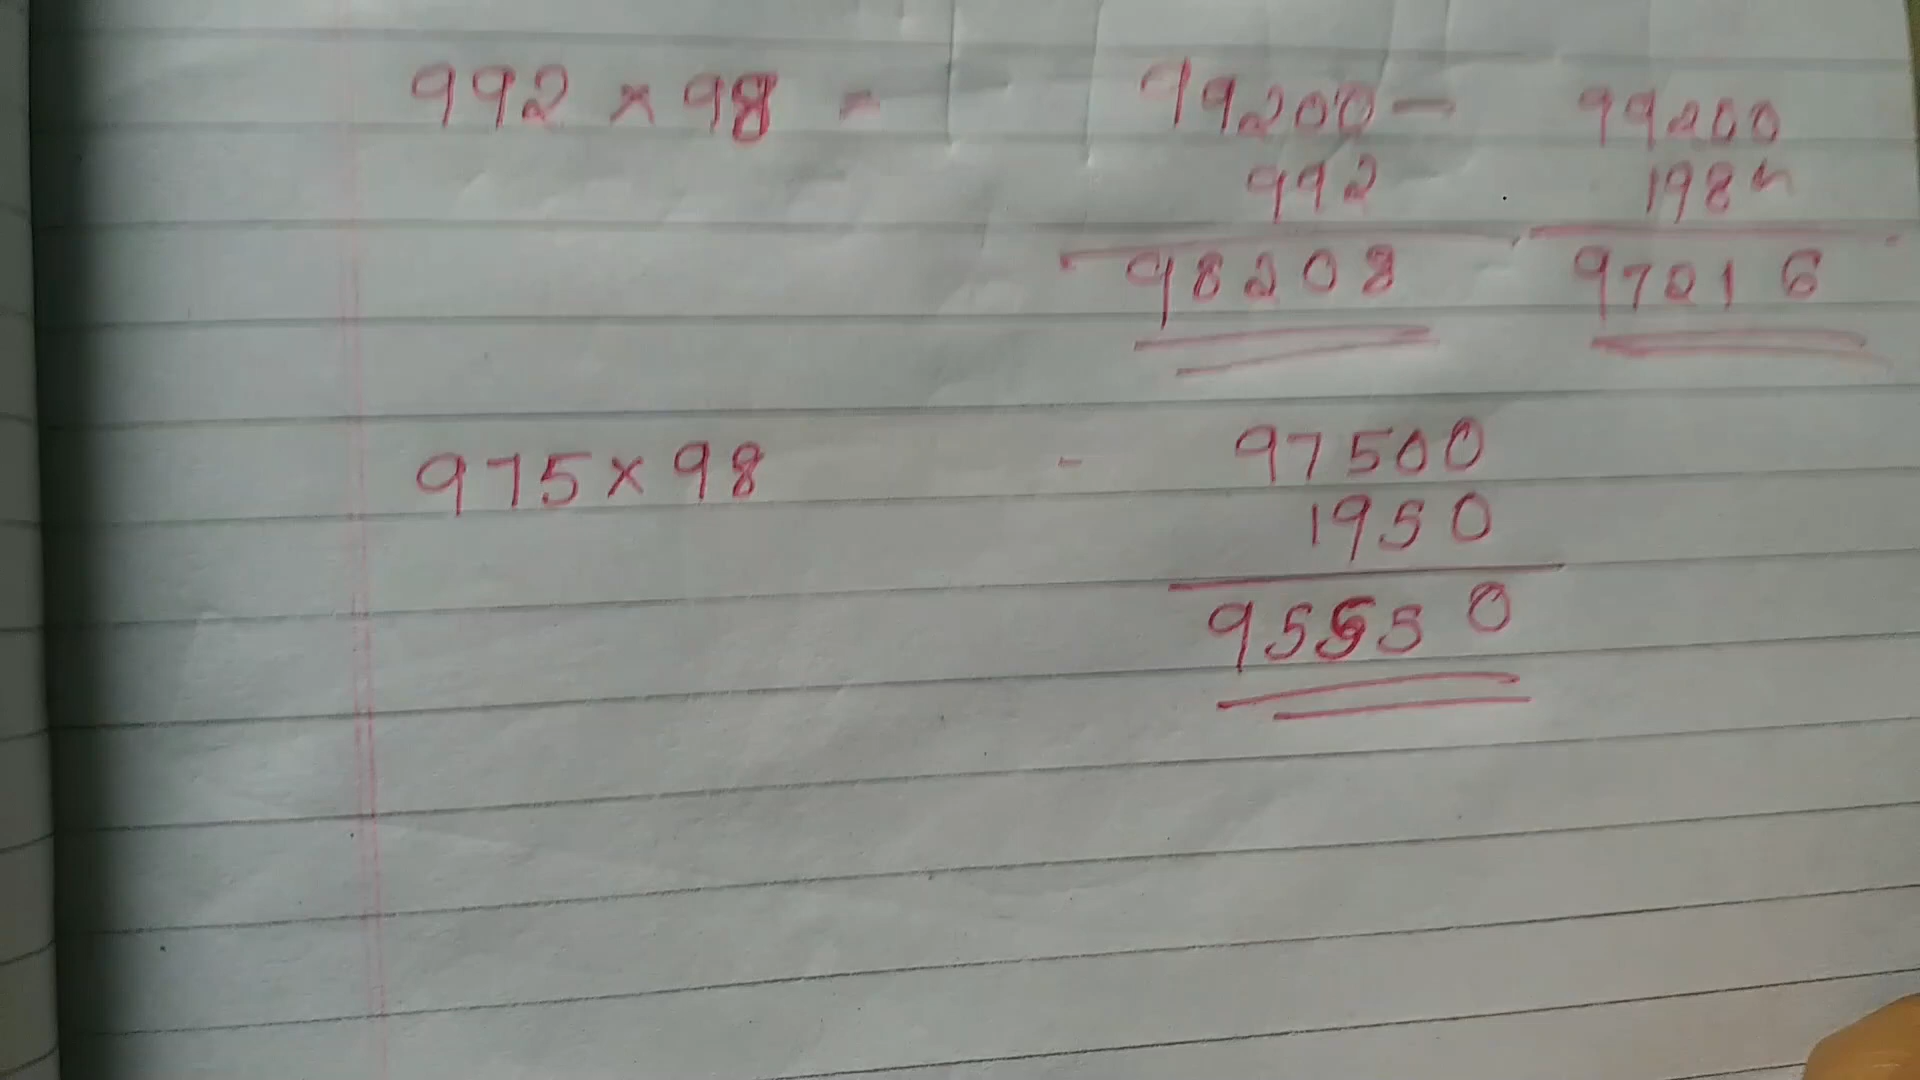 992 × 98 = 99200 — 99200
992 1984
98208 97216
975 × 98 - 97500
1950
95550